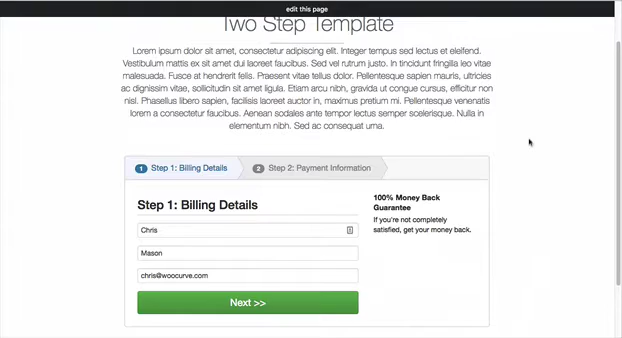 edit this page
Two Step Template
Lorem ipsum dolor sit amet, consectetur adipiscing elit. Integer tempus sed lectus et eleifend.
Vestibulum mattis ex sit amet dui laoreet faucibus. Sed vel rutrum justo. In tincidunt fringilla leo vitae
malesuada. Fusce at hendrerit felis. Praesent vitae tellus dolor. Pellentesque sapien mauris, ultricies
ac dignissim vitae, sollicitudin sit amet ligula. Etiam arcu nibh, gravida ut congue cursus, efficitur non
nisl. Phasellus libero sapien, facilisis laoreet auctor in, maximus pretium mi. Pellentesque venenatis
lorem a consectetur faucibus. Aenean sodales ante tempor lectus semper scelerisque. Nulla in
elementum nibh. Sed ac consequat urna.
1 Step 1: Billing Details 2 Step 2: Payment Information
Step 1: Billing Details
Chris
Mason
chris@woocurve.com
Next >>
100% Money Back
Guarantee
If you're not completely
satisfied, get your money back.